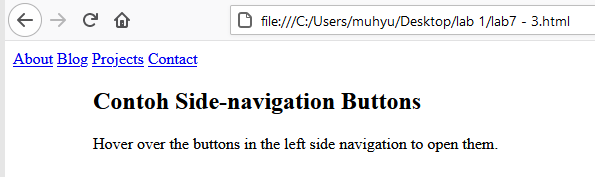 file:///C:/Users/muhyu/Desktop/lab 1/lab7 - 3.html
About Blog Projects Contact
Contoh Side-navigation Buttons
Hover over the buttons in the left side navigation to open them.